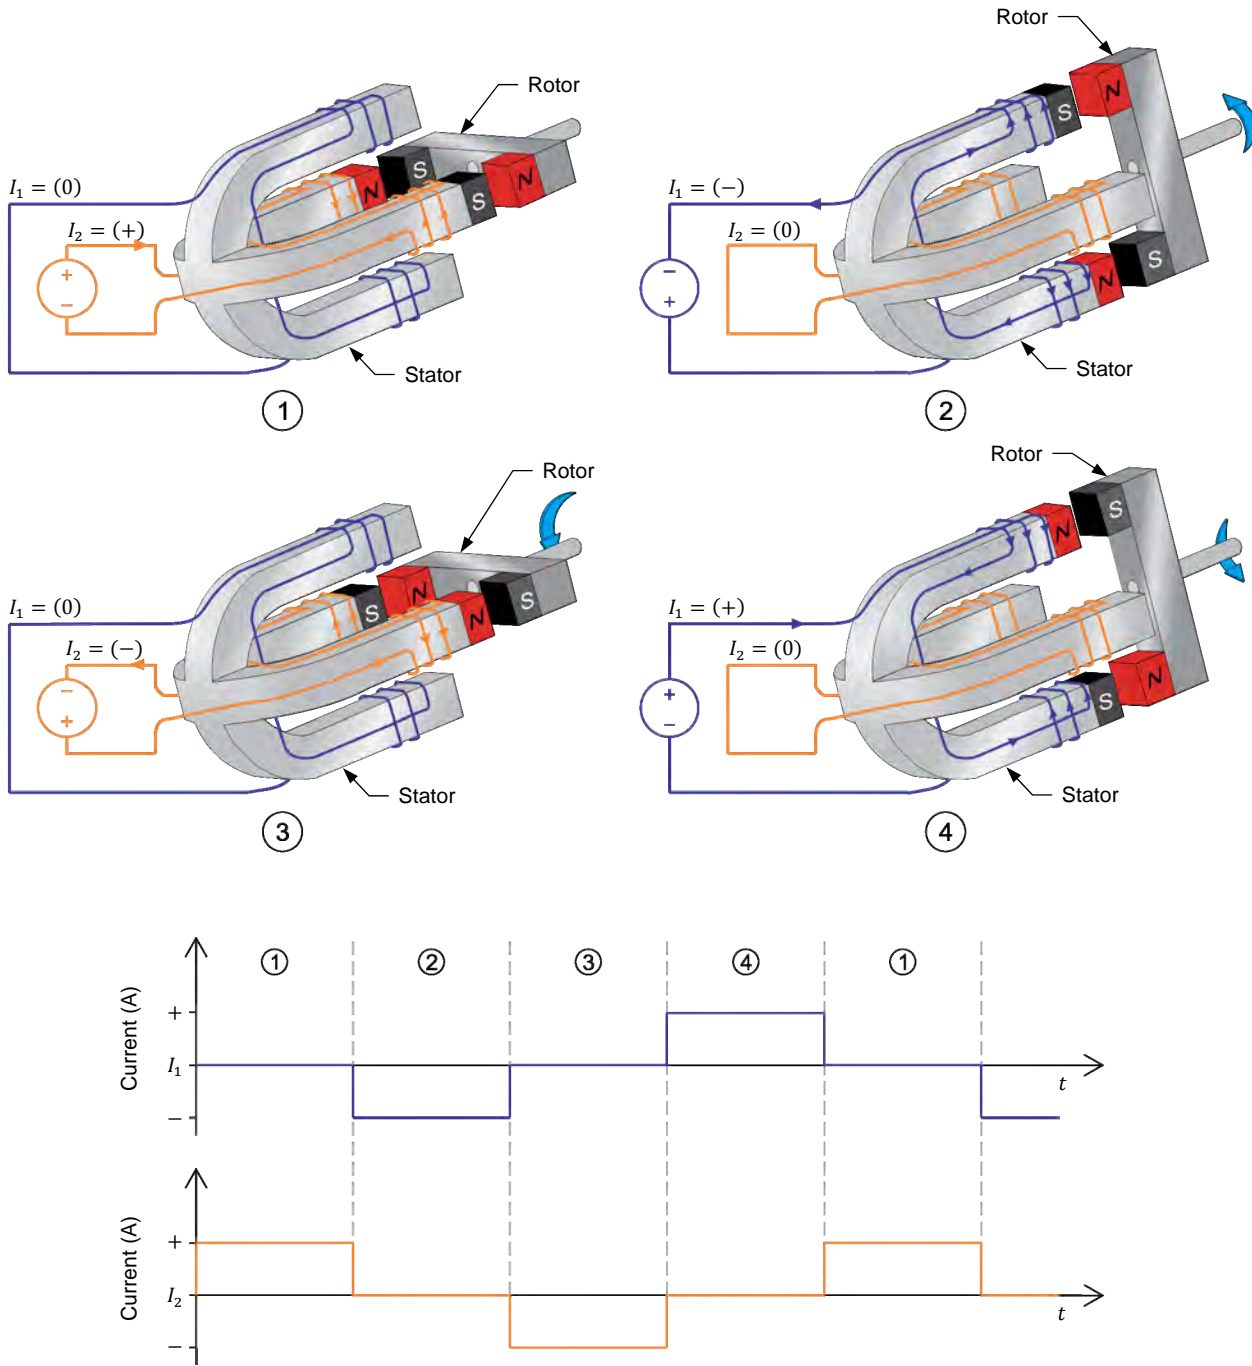 Rotor
I₁ = (0)
I₂ = (+)
+
−
N
S
S
N
Stator
1
Rotor
I₁ = (−)
I₂ = (0)
−
+
S
N
N
S
Stator
2
Rotor
I₁ = (0)
I₂ = (−)
−
+
S
N
N
S
Stator
3
Rotor
I₁ = (+)
I₂ = (0)
+
−
N
S
S
N
Stator
4
1 2 3 4 1
Current (A)
+
I₁
−
t
Current (A)
+
I₂
−
t